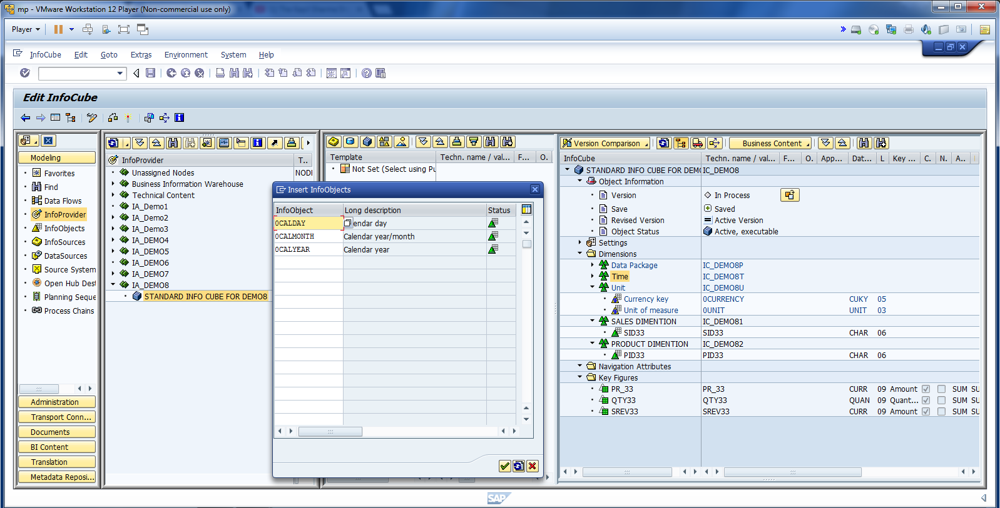 mp - VMware Workstation 12 Player (Non-commercial use only)
Player
InfoCube Edit Goto Extras Environment System Help
Edit InfoCube
Modeling
Favorites
Find
Data Flows
InfoProvider
InfoObjects
InfoSources
DataSources
Source System
Open Hub Dest
Planning Seque
Process Chains
Administration
Transport Conn...
Documents
BI Content
Translation
Metadata Reposi...
InfoProvider T...
Unassigned Nodes NODI
Business Information Warehouse
Technical Content
IA_Demo1
IA_Demo2
IA_Demo3
IA_DEMO4
IA_DEMO5
IA_DEMO6
IA_DEMO7
IA_DEMO8
STANDARD INFO CUBE FOR DEMO8
Template Techn. name / val... F... O.
Not Set (Select using Pu
Insert InfoObjects
InfoObject Long description Status
0CALDAY endar day
0CALMONTH Calendar year/month
0CALYEAR Calendar year
Version Comparison Business Content
InfoCube Techn. name / val... F... O. App... Dat... L Key ... C. N. A...
STANDARD INFO CUBE FOR DEM IC_DEMO8
Object Information
Version In Process
Save Saved
Revised Version Active Version
Object Status Active, executable
Settings
Dimensions
Data Package IC_DEMO8P
Time IC_DEMO8T
Unit IC_DEMO8U
Currency key 0CURRENCY CUKY 05
Unit of measure 0UNIT UNIT 03
SALES DIMENTION IC_DEMO81
SID33 SID33 CHAR 06
PRODUCT DIMENTION IC_DEMO82
PID33 PID33 CHAR 06
Navigation Attributes
Key Figures
PR_33 PR_33 CURR 09 Amount SUM SU
QTY33 QTY33 QUAN 09 Quant... SUM SU
SREV33 SREV33 CURR 09 Amount SUM SU
SAP